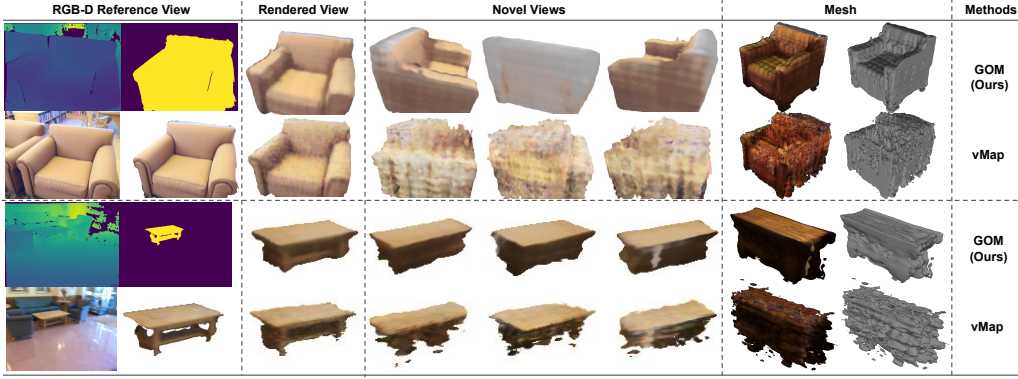 RGB-D Reference View Rendered View Novel Views Mesh Methods
GOM
(Ours)
vMap
GOM
(Ours)
vMap